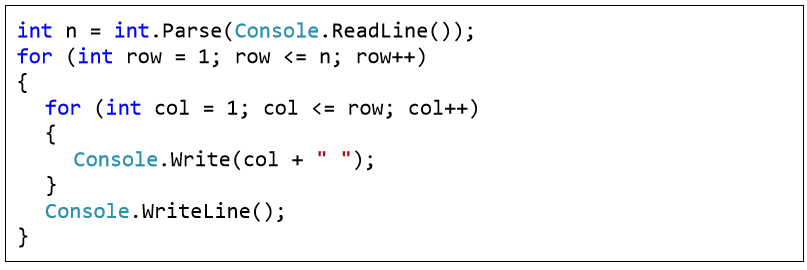 int n = int.Parse(Console.ReadLine());
for (int row = 1; row <= n; row++)
{
  for (int col = 1; col <= row; col++)
  {
    Console.Write(col + " ");
  }
  Console.WriteLine();
}